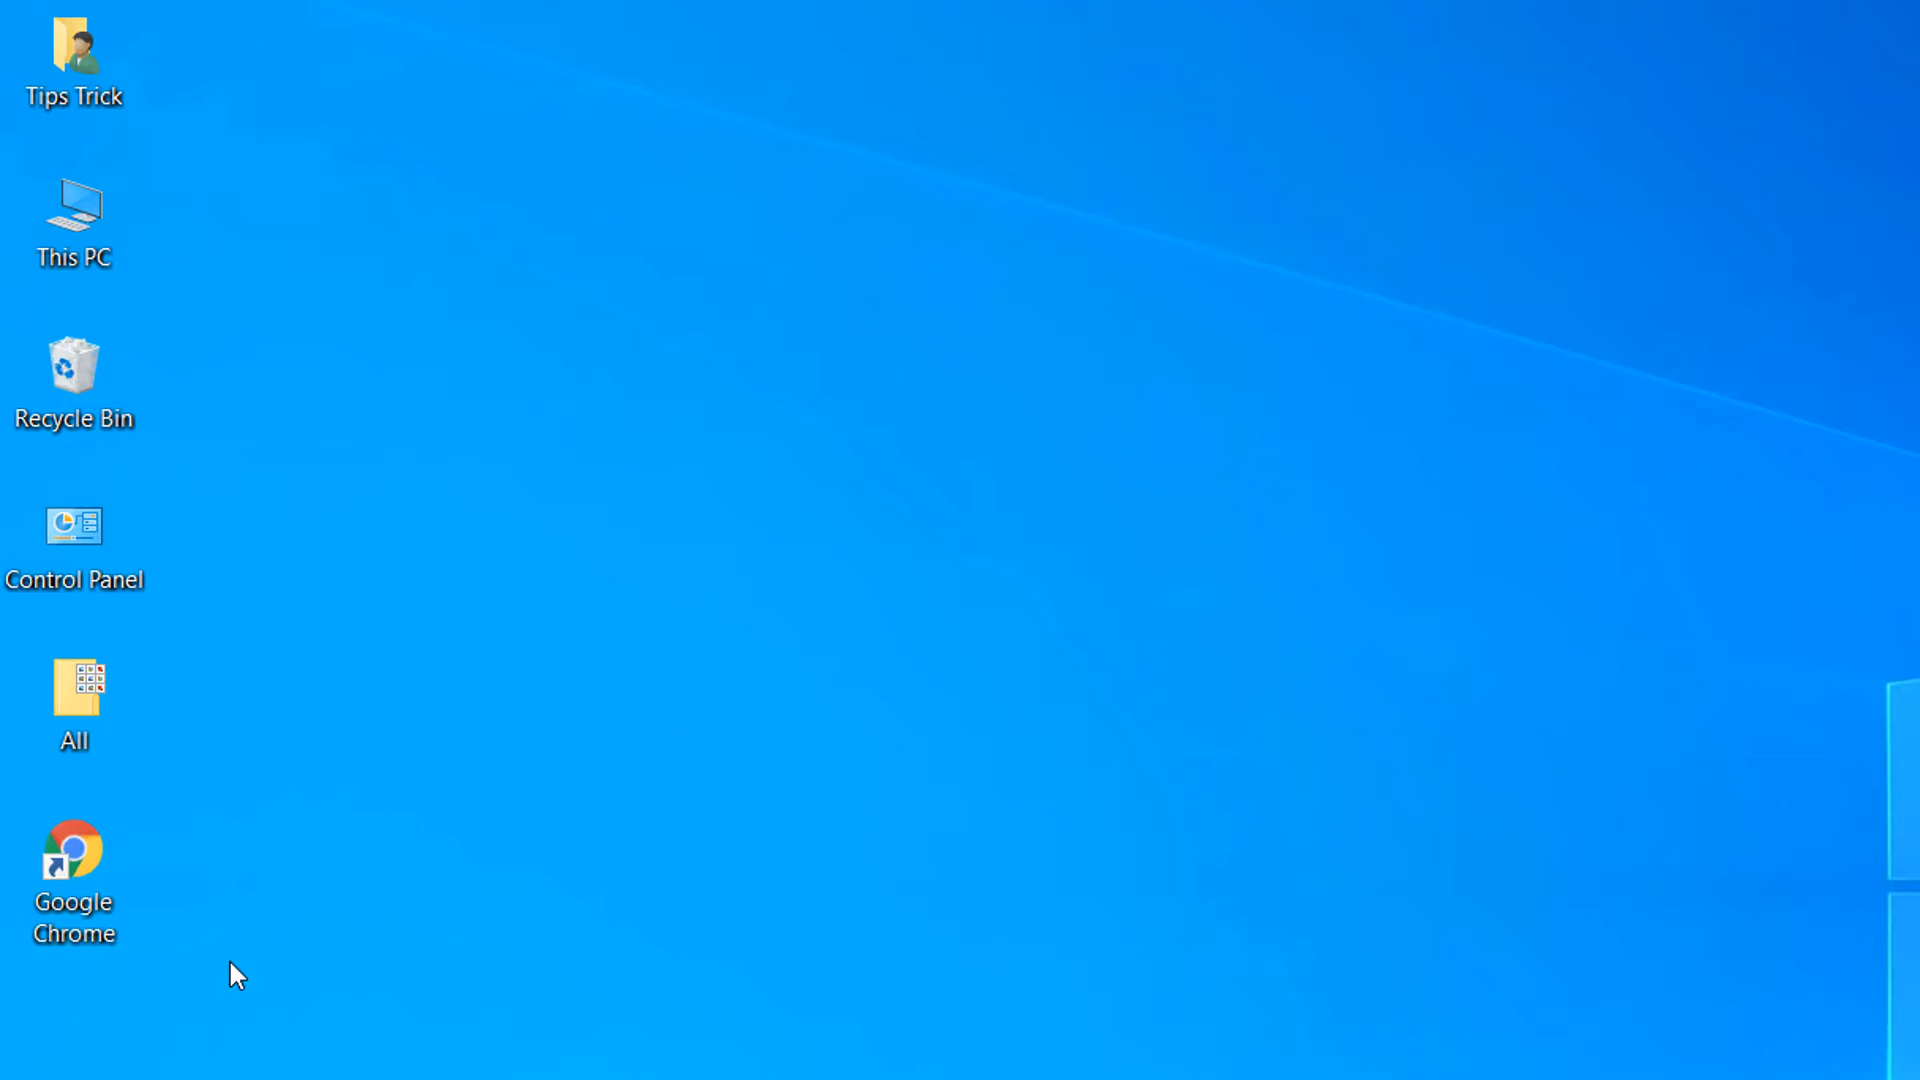 Tips Trick
This PC
Recycle Bin
Control Panel
All
Google
Chrome